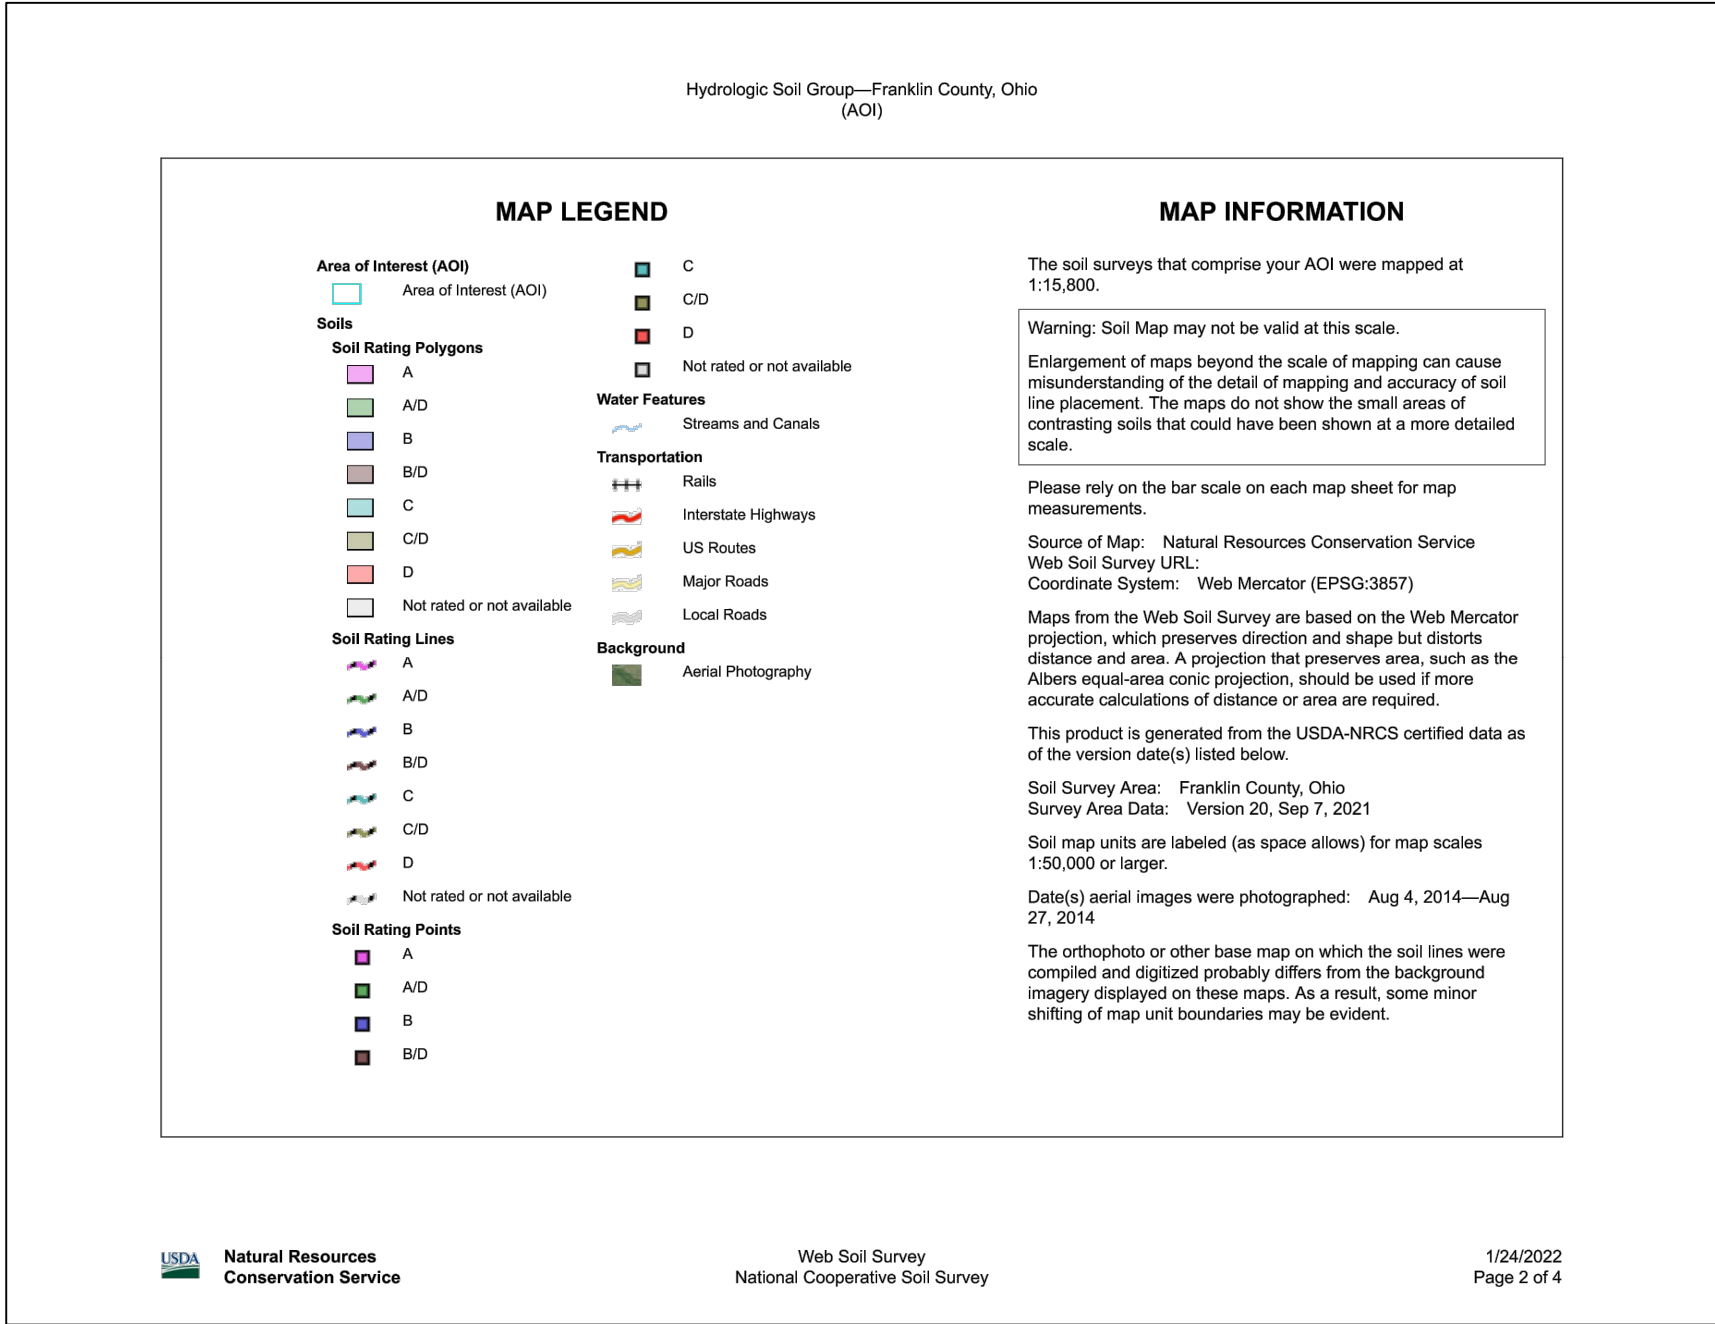 Hydrologic Soil Group—Franklin County, Ohio
(AOI)
MAP LEGEND
Area of Interest (AOI)
Area of Interest (AOI)
Soils
Soil Rating Polygons
A
A/D
B
B/D
C
C/D
D
Not rated or not available
Soil Rating Lines
A
A/D
B
B/D
C
C/D
D
Not rated or not available
Soil Rating Points
A
A/D
B
B/D
C
C/D
D
Not rated or not available
Water Features
Streams and Canals
Transportation
Rails
Interstate Highways
US Routes
Major Roads
Local Roads
Background
Aerial Photography
MAP INFORMATION
The soil surveys that comprise your AOI were mapped at
1:15,800.
Warning: Soil Map may not be valid at this scale.
Enlargement of maps beyond the scale of mapping can cause
misunderstanding of the detail of mapping and accuracy of soil
line placement. The maps do not show the small areas of
contrasting soils that could have been shown at a more detailed
scale.
Please rely on the bar scale on each map sheet for map
measurements.
Source of Map: Natural Resources Conservation Service
Web Soil Survey URL:
Coordinate System: Web Mercator (EPSG:3857)
Maps from the Web Soil Survey are based on the Web Mercator
projection, which preserves direction and shape but distorts
distance and area. A projection that preserves area, such as the
Albers equal-area conic projection, should be used if more
accurate calculations of distance or area are required.
This product is generated from the USDA-NRCS certified data as
of the version date(s) listed below.
Soil Survey Area: Franklin County, Ohio
Survey Area Data: Version 20, Sep 7, 2021
Soil map units are labeled (as space allows) for map scales
1:50,000 or larger.
Date(s) aerial images were photographed: Aug 4, 2014—Aug
27, 2014
The orthophoto or other base map on which the soil lines were
compiled and digitized probably differs from the background
imagery displayed on these maps. As a result, some minor
shifting of map unit boundaries may be evident.
USDA
Natural Resources
Conservation Service
Web Soil Survey
National Cooperative Soil Survey
1/24/2022
Page 2 of 4